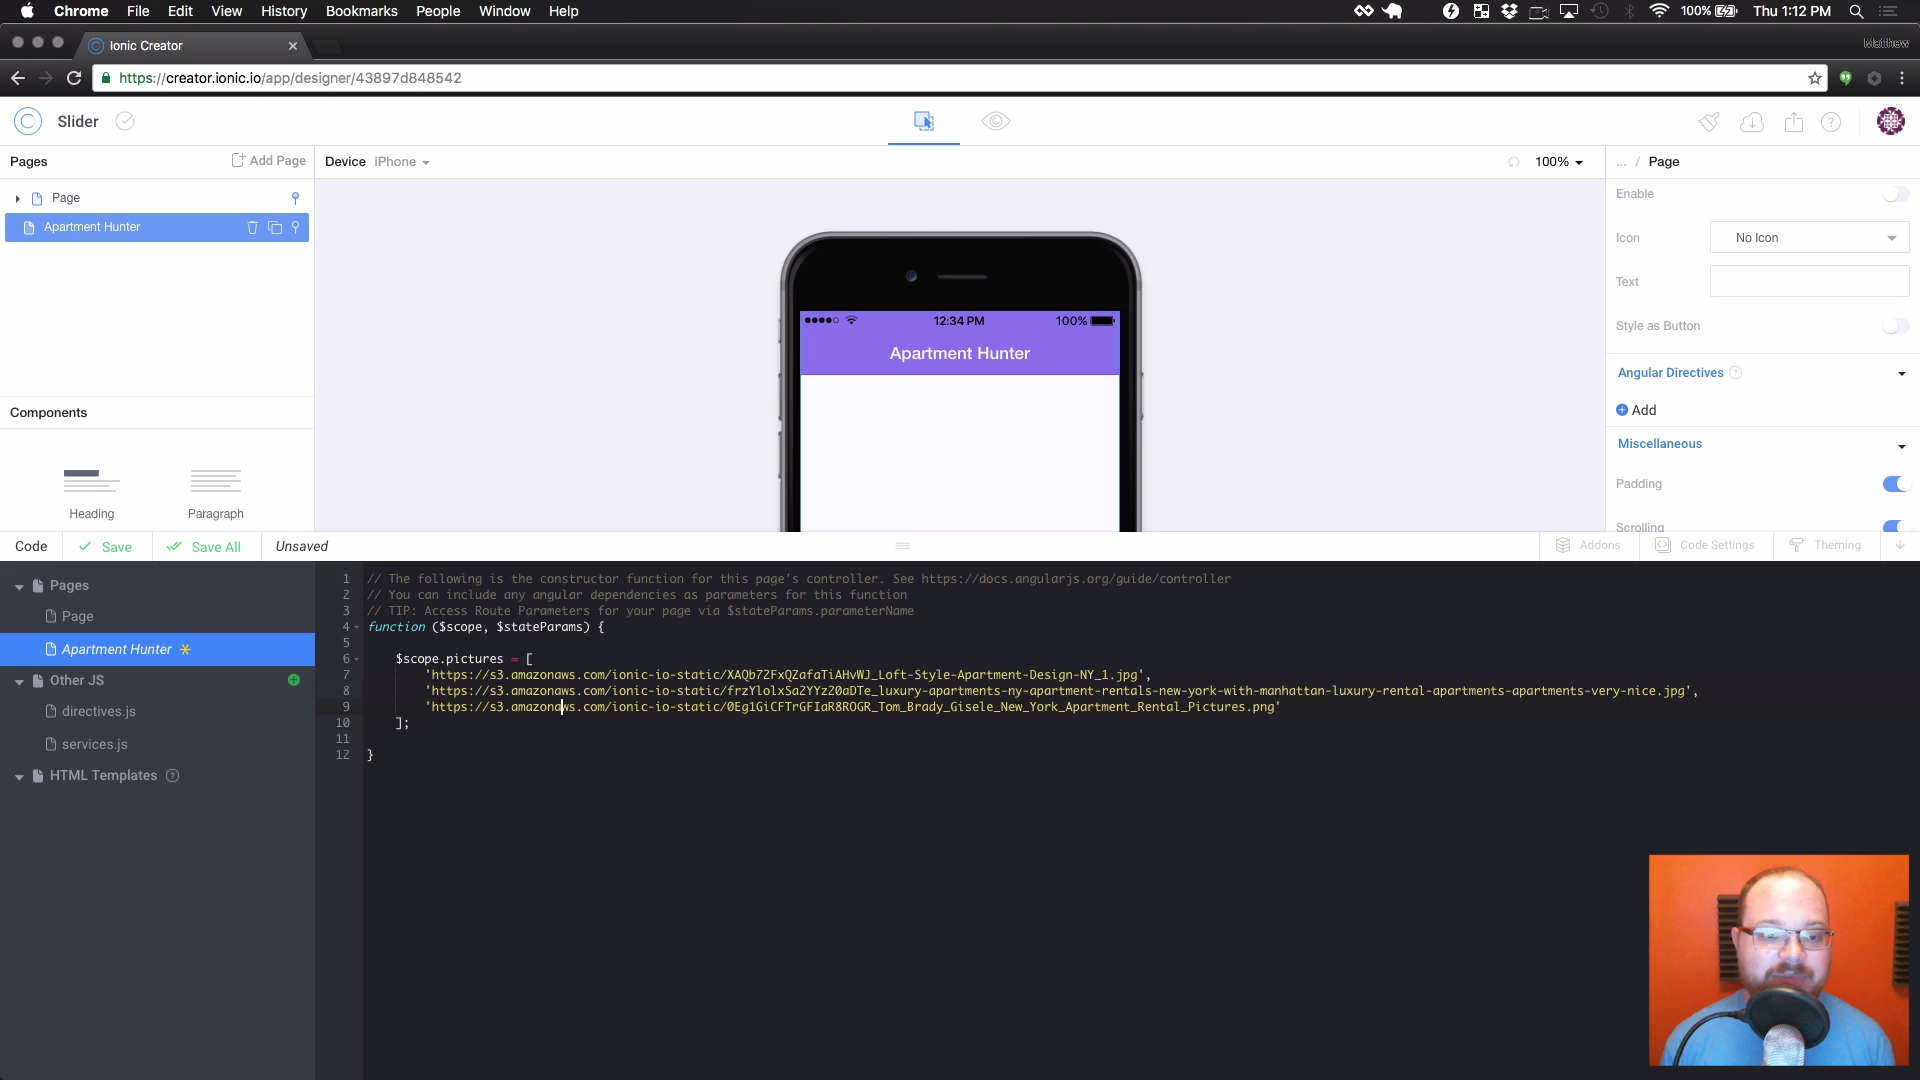 Chrome File Edit View History Bookmarks People Window Help 100% Thu 1:12 PM
Ionic Creator
Matthew
https://creator.ionic.io/app/designer/43897d848542
Slider
Pages Add Page Device iPhone 100% ... / Page
Page
Apartment Hunter
Enable
Icon No Icon
Text
Style as Button
Angular Directives ?
Add
Miscellaneous
Padding
Scrolling
12:34 PM 100%
Apartment Hunter
Components
Heading Paragraph
Code Save Save All Unsaved Addons Code Settings Theming
Pages
Page
Apartment Hunter
Other JS
directives.js
services.js
HTML Templates ?
1 // The following is the constructor function for this page's controller. See https://docs.angularjs.org/guide/controller
2 // You can include any angular dependencies as parameters for this function
3 // TIP: Access Route Parameters for your page via $stateParams.parameterName
4 function ($scope, $stateParams) {
5
6 $scope.pictures = [
7 'https://s3.amazonaws.com/ionic-io-static/XAQb72FxQZafaTiAHvWJ_Loft-Style-Apartment-Design-NY_1.jpg',
8 'https://s3.amazonaws.com/ionic-io-static/frzYlolxSa2YYz20aDTe_luxury-apartments-ny-apartment-rentals-new-york-with-manhattan-luxury-rental-apartments-apartments-very-nice.jpg',
9 'https://s3.amazonaws.com/ionic-io-static/0Eg1GiCFTrGFIaR8ROGR_Tom_Brady_Gisele_New_York_Apartment_Rental_Pictures.png'
10 ];
11
12 }